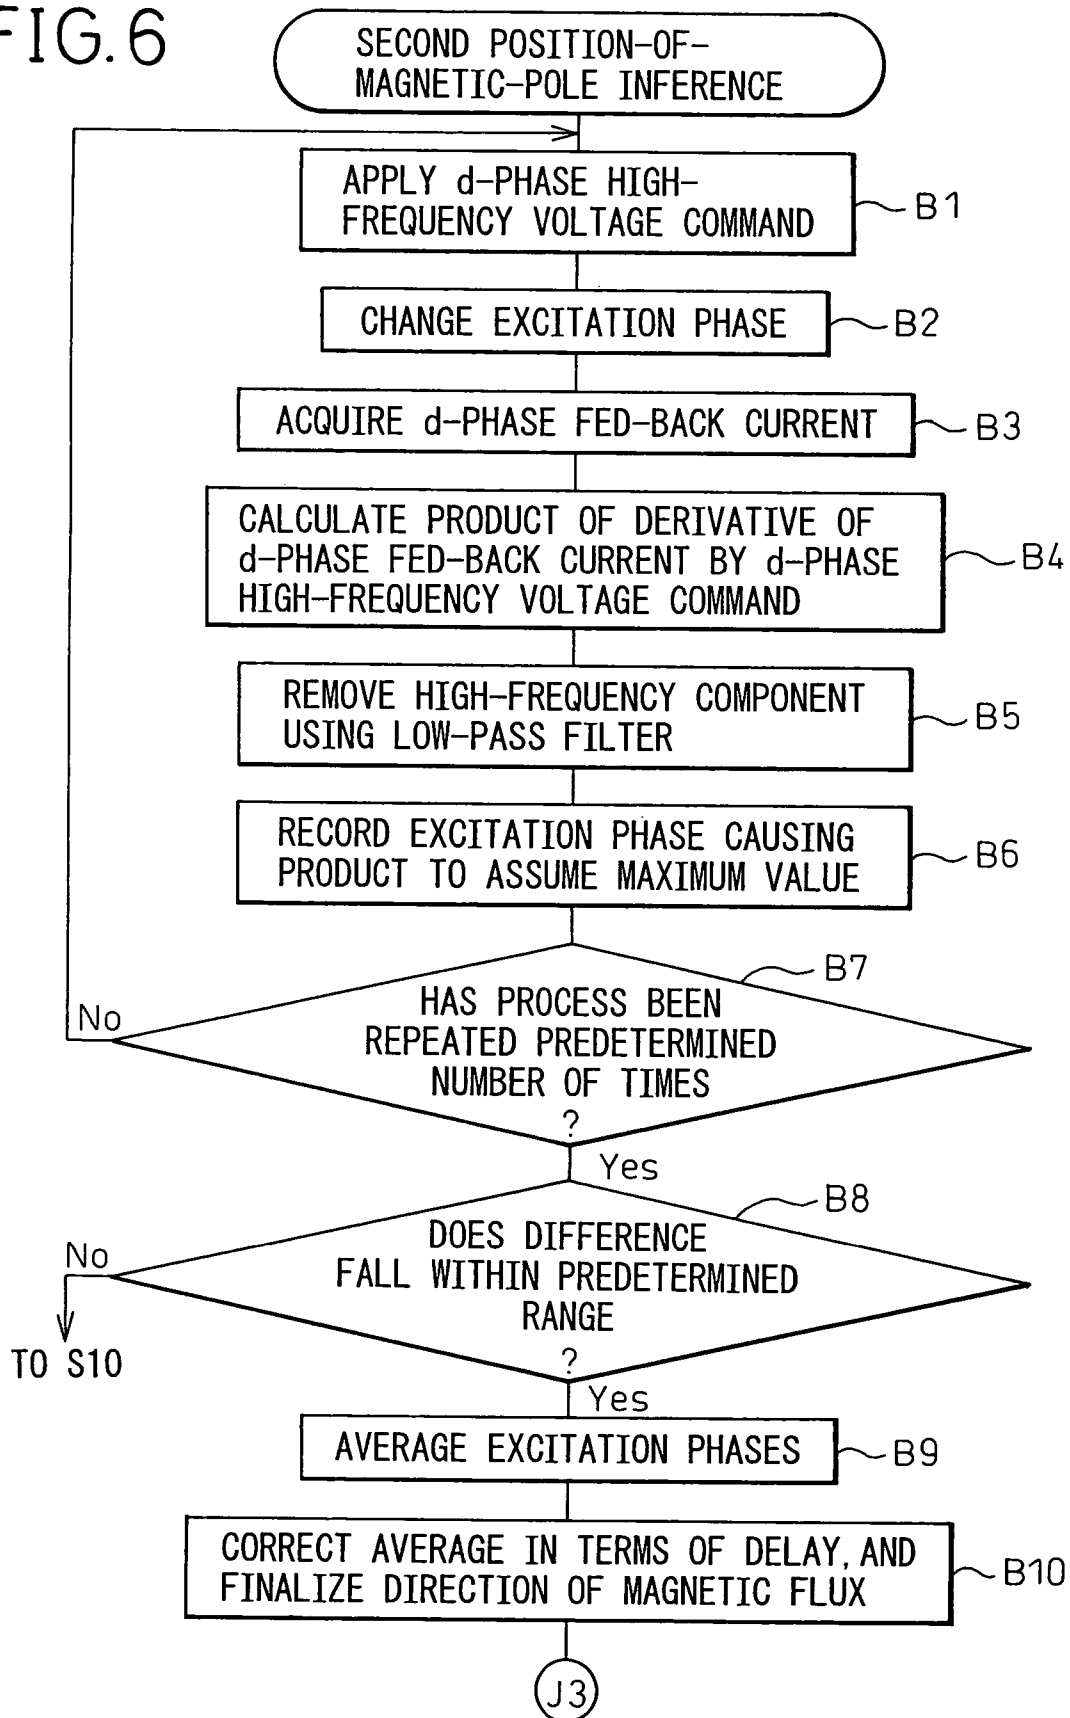 FIG. 6
SECOND POSITION-OF-
MAGNETIC-POLE INFERENCE
APPLY d-PHASE HIGH-
FREQUENCY VOLTAGE COMMAND
B1
CHANGE EXCITATION PHASE
B2
ACQUIRE d-PHASE FED-BACK CURRENT
B3
CALCULATE PRODUCT OF DERIVATIVE OF
d-PHASE FED-BACK CURRENT BY d-PHASE
HIGH-FREQUENCY VOLTAGE COMMAND
B4
REMOVE HIGH-FREQUENCY COMPONENT
USING LOW-PASS FILTER
B5
RECORD EXCITATION PHASE CAUSING
PRODUCT TO ASSUME MAXIMUM VALUE
B6
B7
HAS PROCESS BEEN
REPEATED PREDETERMINED
NUMBER OF TIMES
?
No
Yes
B8
DOES DIFFERENCE
FALL WITHIN PREDETERMINED
RANGE
?
No
TO S10
Yes
AVERAGE EXCITATION PHASES
B9
CORRECT AVERAGE IN TERMS OF DELAY, AND
FINALIZE DIRECTION OF MAGNETIC FLUX
B10
J3